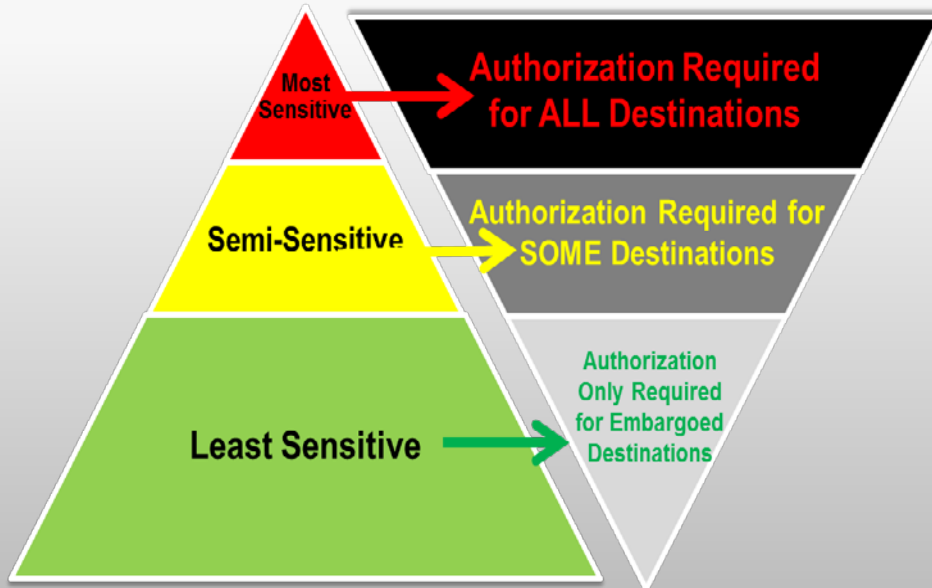 Most
Sensitive
Authorization Required
for ALL Destinations
Semi-Sensitive
Authorization Required for
SOME Destinations
Least Sensitive
Authorization
Only Required
for Embargoed
Destinations